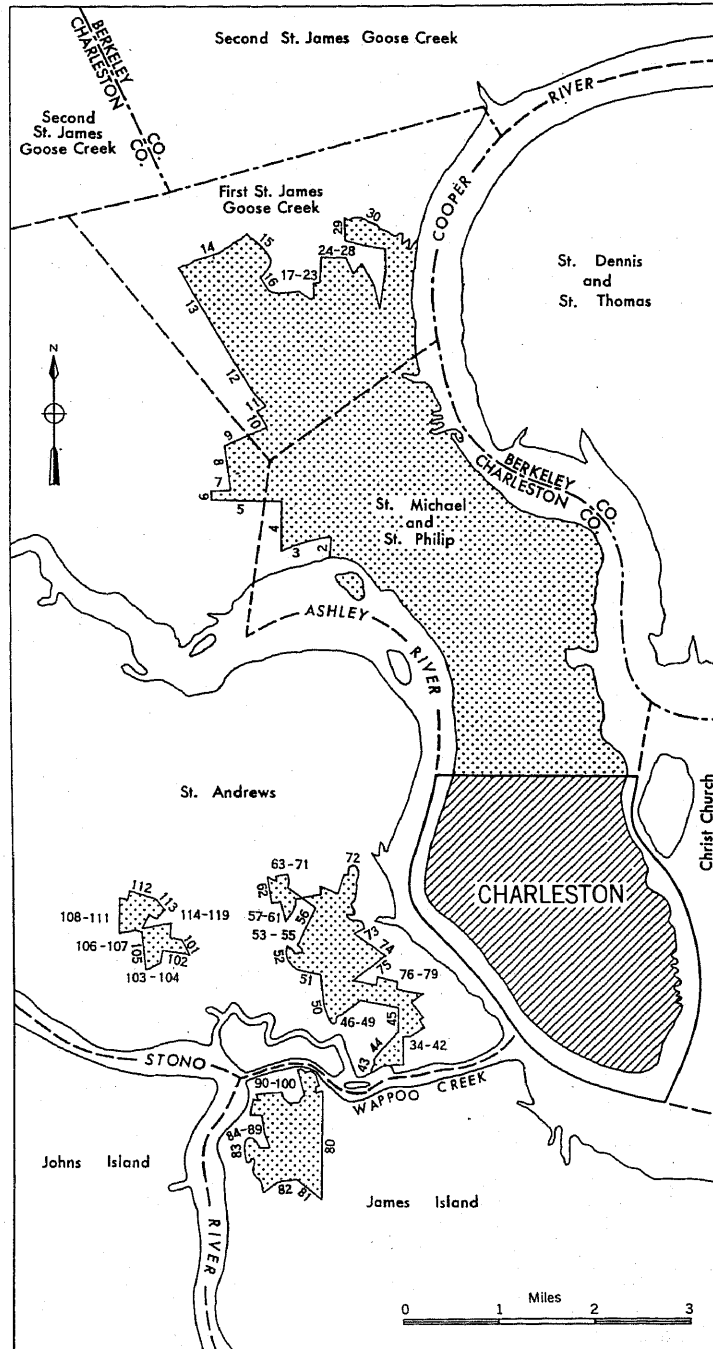 Second St. James Goose Creek
BERKELEY
CHARLESTON
CO.
CO.
Second
St. James
Goose Creek
RIVER
COOPER
First St. James
Goose Creek
30
29
15
14
24-28
16
17-23
13
St. Dennis
and
St. Thomas
N
12
11
10
9
8
7
6
5
4
3
2
BERKELEY
CHARLESTON
CO.
CO.
St. Michael
and
St. Philip
ASHLEY
RIVER
St. Andrews
Christ Church
CHARLESTON
72
63-71
62
112
113
108-111
114-119
57-61
56
53-55
73
74
106-107
105
101
102
52
75
103-104
51
76-79
50
46-49
45
34-42
44
43
STONO
90-100
WAPPOO CREEK
84-89
83
80
82
81
Johns Island
James Island
RIVER
Miles
0 1 2 3